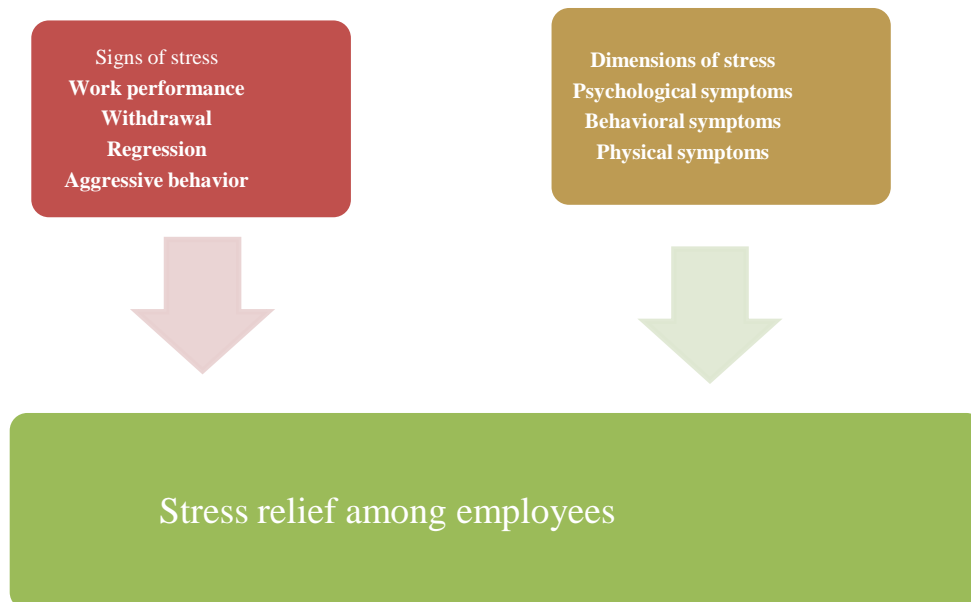 Signs of stress
Work performance
Withdrawal
Regression
Aggressive behavior
Dimensions of stress
Psychological symptoms
Behavioral symptoms
Physical symptoms
Stress relief among employees